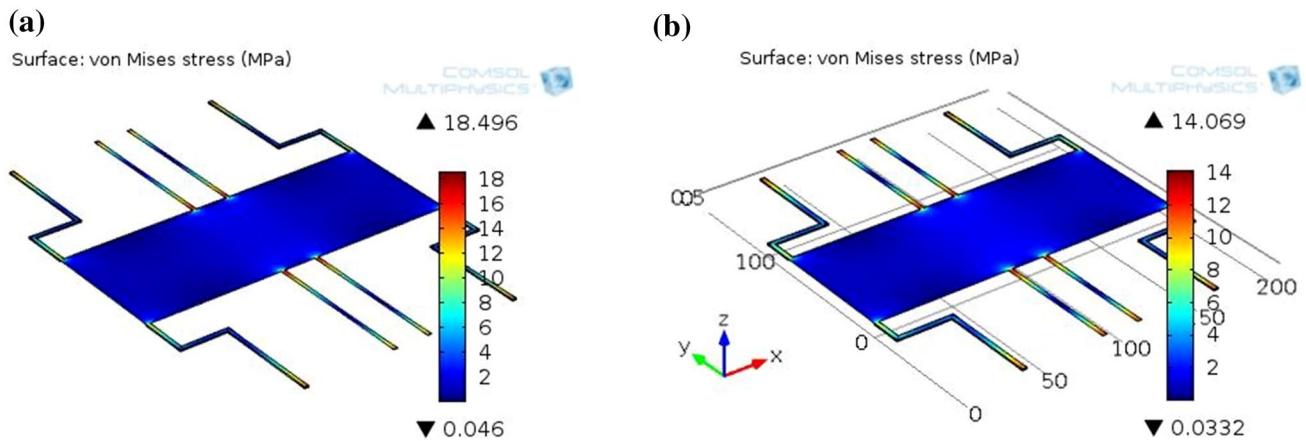 (a)
Surface: von Mises stress (MPa)
COMSOL
MULTIPHYSICS
▲ 18.496
18
16
14
12
10
8
6
4
2
▼ 0.046
(b)
Surface: von Mises stress (MPa)
COMSOL
MULTIPHYSICS
▲ 14.069
14
12
10
8
6
4
2
▼ 0.0332
005
100
0
0
50
100
50
200
z
y
x